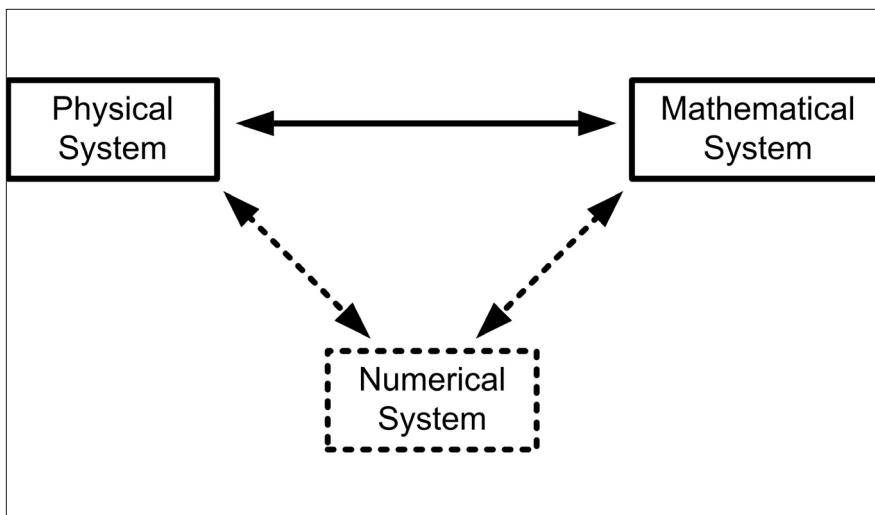 Physical
System
Mathematical
System
Numerical
System